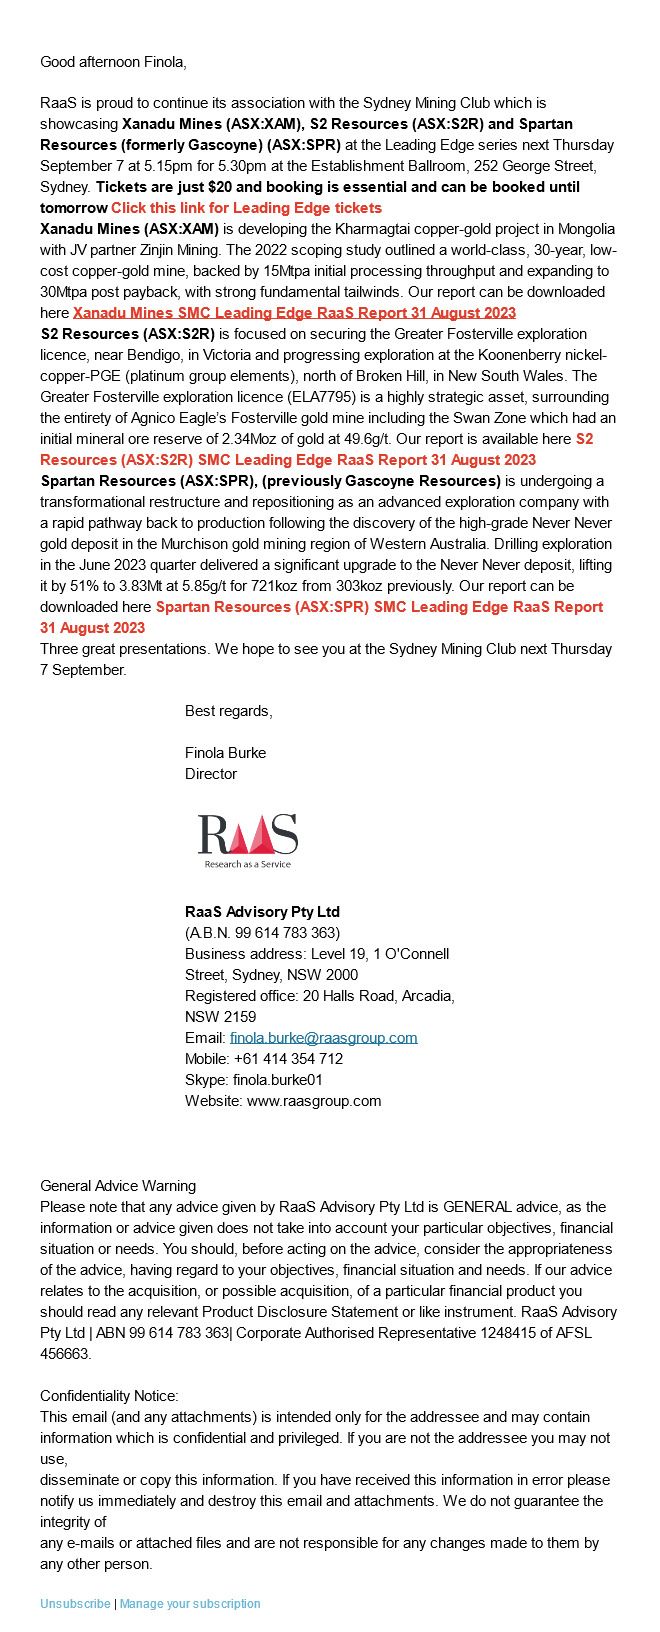 Good afternoon Finola,
RaaS is proud to continue its association with the Sydney Mining Club which is
showcasing Xanadu Mines (ASX:XAM), S2 Resources (ASX:S2R) and Spartan
Resources (formerly Gascoyne) (ASX:SPR) at the Leading Edge series next Thursday
September 7 at 5.15pm for 5.30pm at the Establishment Ballroom, 252 George Street,
Sydney. Tickets are just $20 and booking is essential and can be booked until
tomorrow Click this link for Leading Edge tickets
Xanadu Mines (ASX:XAM) is developing the Kharmagtai copper-gold project in Mongolia
with JV partner Zinjin Mining. The 2022 scoping study outlined a world-class, 30-year, low-
cost copper-gold mine, backed by 15Mtpa initial processing throughput and expanding to
30Mtpa post payback, with strong fundamental tailwinds. Our report can be downloaded
here Xanadu Mines SMC Leading Edge RaaS Report 31 August 2023
S2 Resources (ASX:S2R) is focused on securing the Greater Fosterville exploration
licence, near Bendigo, in Victoria and progressing exploration at the Koonenberry nickel-
copper-PGE (platinum group elements), north of Broken Hill, in New South Wales. The
Greater Fosterville exploration licence (ELA7795) is a highly strategic asset, surrounding
the entirety of Agnico Eagle's Fosterville gold mine including the Swan Zone which had an
initial mineral ore reserve of 2.34Moz of gold at 49.6g/t. Our report is available here S2
Resources (ASX:S2R) SMC Leading Edge RaaS Report 31 August 2023
Spartan Resources (ASX:SPR), (previously Gascoyne Resources) is undergoing a
transformational restructure and repositioning as an advanced exploration company with
a rapid pathway back to production following the discovery of the high-grade Never Never
gold deposit in the Murchison gold mining region of Western Australia. Drilling exploration
in the June 2023 quarter delivered a significant upgrade to the Never Never deposit, lifting
it by 51% to 3.83Mt at 5.85g/t for 721koz from 303koz previously. Our report can be
downloaded here Spartan Resources (ASX:SPR) SMC Leading Edge RaaS Report
31 August 2023
Three great presentations. We hope to see you at the Sydney Mining Club next Thursday
7 September.
Best regards,
Finola Burke
Director
RaaS
Research as a Service
RaaS Advisory Pty Ltd
(A.B.N. 99 614 783 363)
Business address: Level 19, 1 O'Connell
Street, Sydney, NSW 2000
Registered office: 20 Halls Road, Arcadia,
NSW 2159
Email: finola.burke@raasgroup.com
Mobile: +61 414 354 712
Skype: finola.burke01
Website: www.raasgroup.com
General Advice Warning
Please note that any advice given by RaaS Advisory Pty Ltd is GENERAL advice, as the
information or advice given does not take into account your particular objectives, financial
situation or needs. You should, before acting on the advice, consider the appropriateness
of the advice, having regard to your objectives, financial situation and needs. If our advice
relates to the acquisition, or possible acquisition, of a particular financial product you
should read any relevant Product Disclosure Statement or like instrument. RaaS Advisory
Pty Ltd | ABN 99 614 783 363| Corporate Authorised Representative 1248415 of AFSL
456663.
Confidentiality Notice:
This email (and any attachments) is intended only for the addressee and may contain
information which is confidential and privileged. If you are not the addressee you may not
use,
disseminate or copy this information. If you have received this information in error please
notify us immediately and destroy this email and attachments. We do not guarantee the
integrity of
any e-mails or attached files and are not responsible for any changes made to them by
any other person.
Unsubscribe | Manage your subscription